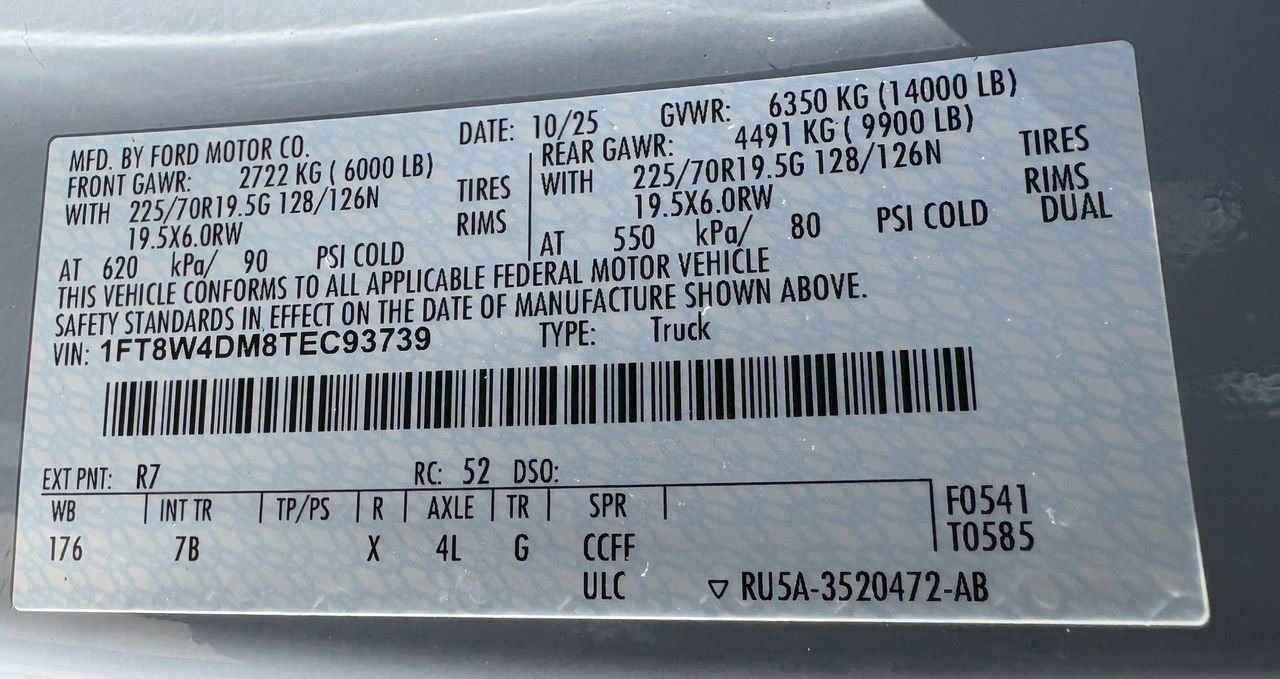 MFD. BY FORD MOTOR CO. DATE: 10/25 GVWR: 6350 KG (14000 LB)
FRONT GAWR: 2722 KG ( 6000 LB) REAR GAWR: 4491 KG ( 9900 LB)
WITH 225/70R19.5G 128/126N TIRES WITH 225/70R19.5G 128/126N TIRES
19.5X6.0RW RIMS 19.5X6.0RW RIMS
AT 620 kPa/ 90 PSI COLD AT 550 kPa/ 80 PSI COLD DUAL
THIS VEHICLE CONFORMS TO ALL APPLICABLE FEDERAL MOTOR VEHICLE
SAFETY STANDARDS IN EFFECT ON THE DATE OF MANUFACTURE SHOWN ABOVE.
VIN: 1FT8W4DM8TEC93739 TYPE: Truck
EXT PNT: R7 RC: 52 DSO:
WB INT TR TP/PS R AXLE TR SPR F0541
176 7B X 4L G CCFF T0585
ULC ▽ RU5A-3520472-AB